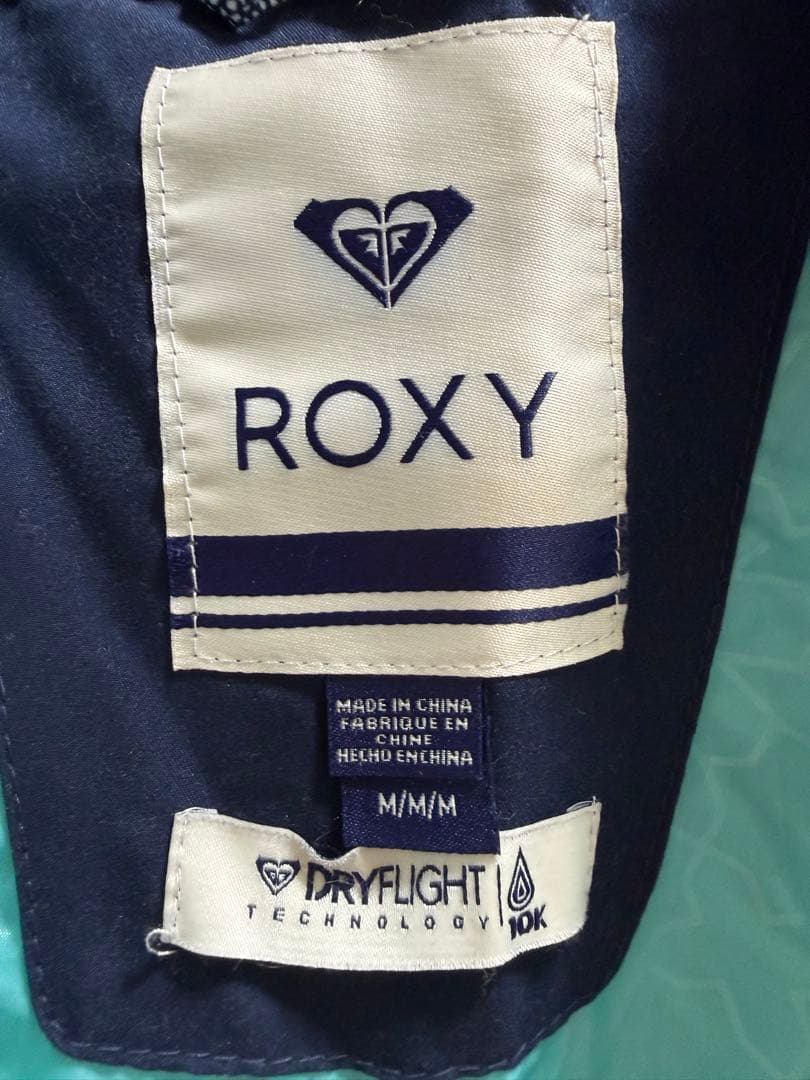 ROXY
MADE IN CHINA
FABRIQUE EN
CHINE
HECHO EN CHINA
M/M/M
DRYFLIGHT
TECHNOLOGY
10K